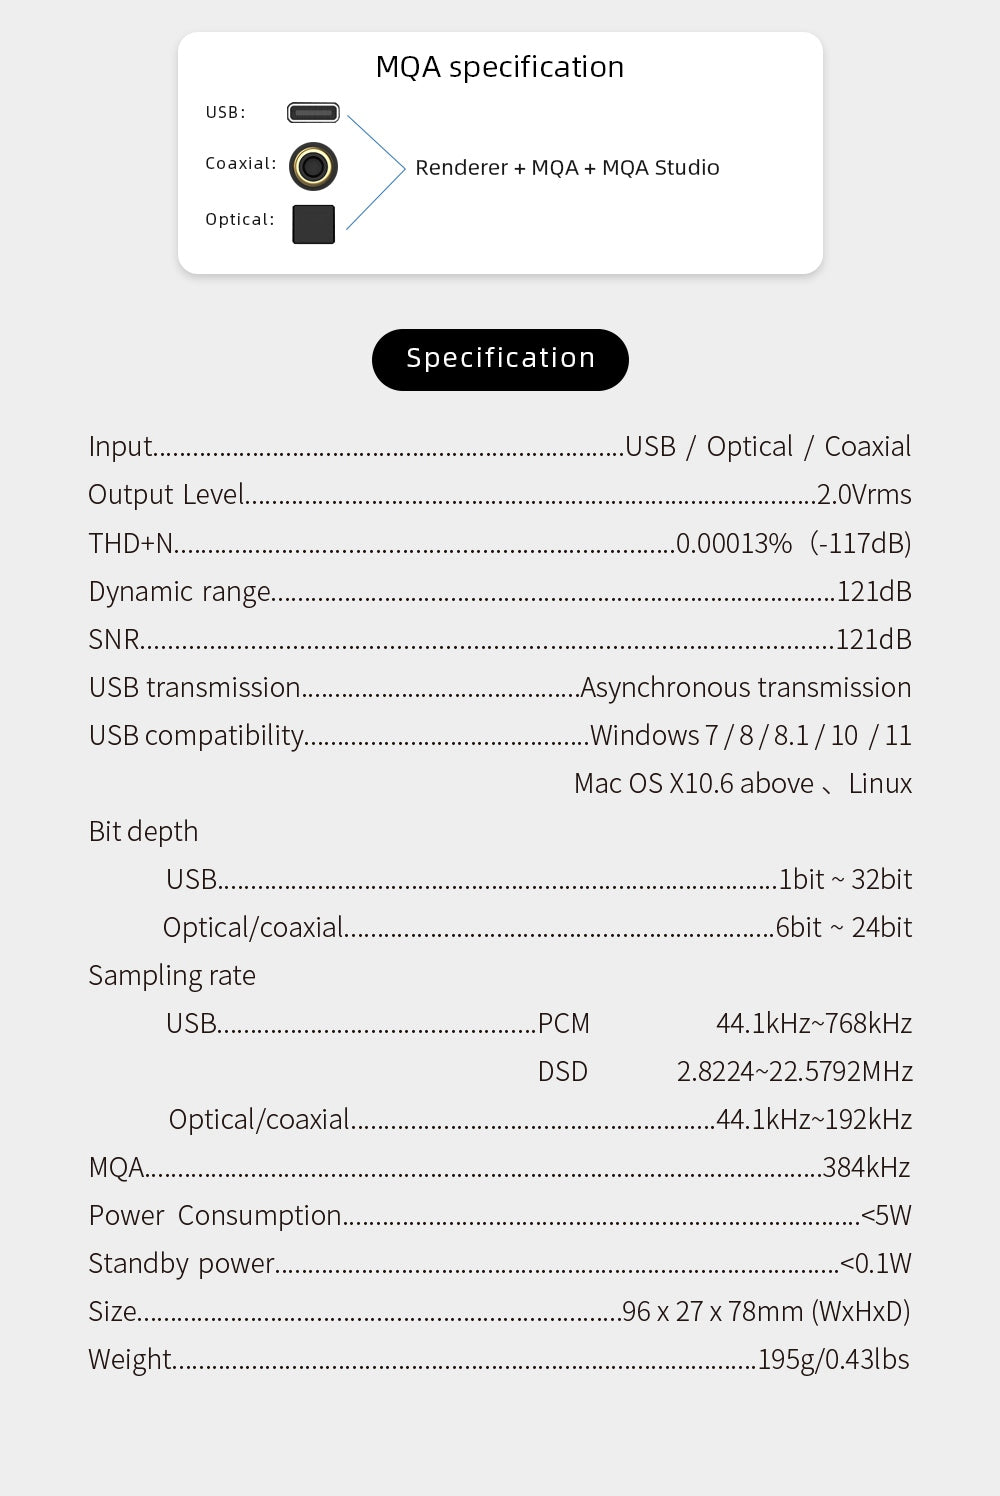 MQA specification
USB:
Coaxial:
Renderer + MQA + MQA Studio
Optical:
Specification
Input........................................................................USB / Optical / Coaxial
Output Level.......................................................................................2.0Vrms
THD+N............................................................................0.00013%（-117dB)
Dynamic range.....................................................................................121dB
SNR........................................................................................................121dB
USB transmission..........................................Asynchronous transmission
USB compatibility...........................................Windows 7 / 8 / 8.1 / 10 / 11
Mac OS X10.6 above 、Linux
Bit depth
USB....................................................................................1bit ~ 32bit
Optical/coaxial.................................................................6bit ~ 24bit
Sampling rate
USB................................................PCM 44.1kHz~768kHz
DSD 2.8224~22.5792MHz
Optical/coaxial.......................................................44.1kHz~192kHz
MQA......................................................................................................384kHz
Power Consumption..............................................................................<5W
Standby power.....................................................................................<0.1W
Size.........................................................................96 x 27 x 78mm (WxHxD)
Weight........................................................................................195g/0.43lbs